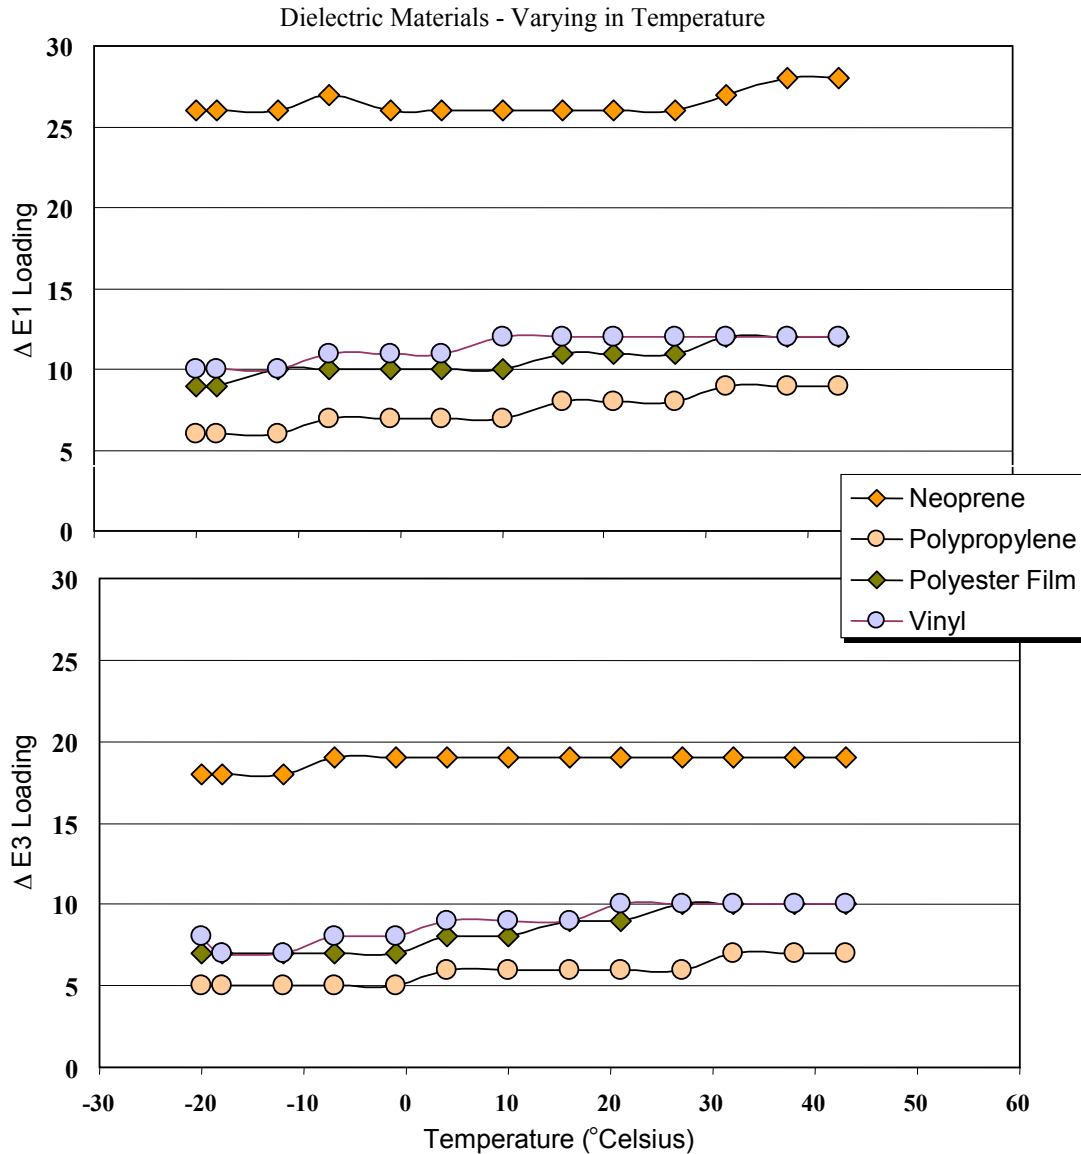 Dielectric Materials - Varying in Temperature
30
25
20
15
10
5
0
Δ E1 Loading
Neoprene
Polypropylene
Polyester Film
Vinyl
30
25
20
15
10
5
0
Δ E3 Loading
-30 -20 -10 0 10 20 30 40 50 60
Temperature (°Celsius)